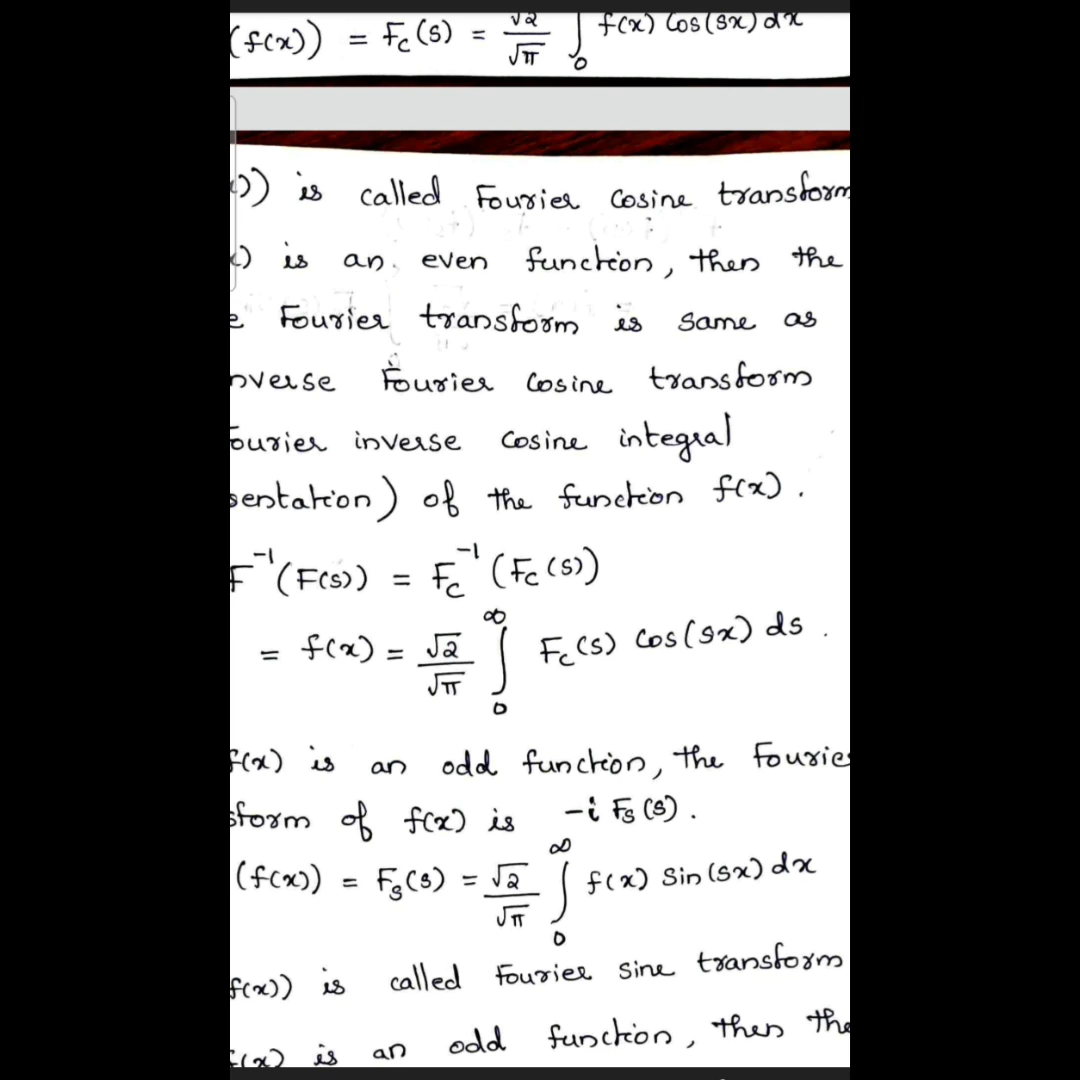 (f(x)) = Fc(s) = √2/√π ∫₀ f(x) Cos(sx) dx
)) is called Fourier Cosine transform
) is an even function, then the
e Fourier transform is same as
nverse Fourier Cosine transform
ourier inverse Cosine integral
sentation) of the function f(x).
F⁻¹(F(s)) = Fc⁻¹(Fc(s))
= f(x) = √2/√π ∫₀^∞ Fc(s) Cos(sx) ds.
f(x) is an odd function, the Fourie
sform of f(x) is -i Fs(s).
(f(x)) = Fs(s) = √2/√π ∫₀^∞ f(x) Sin(sx) dx
f(x)) is called Fourier Sine transform
f(x) is an odd function, then the